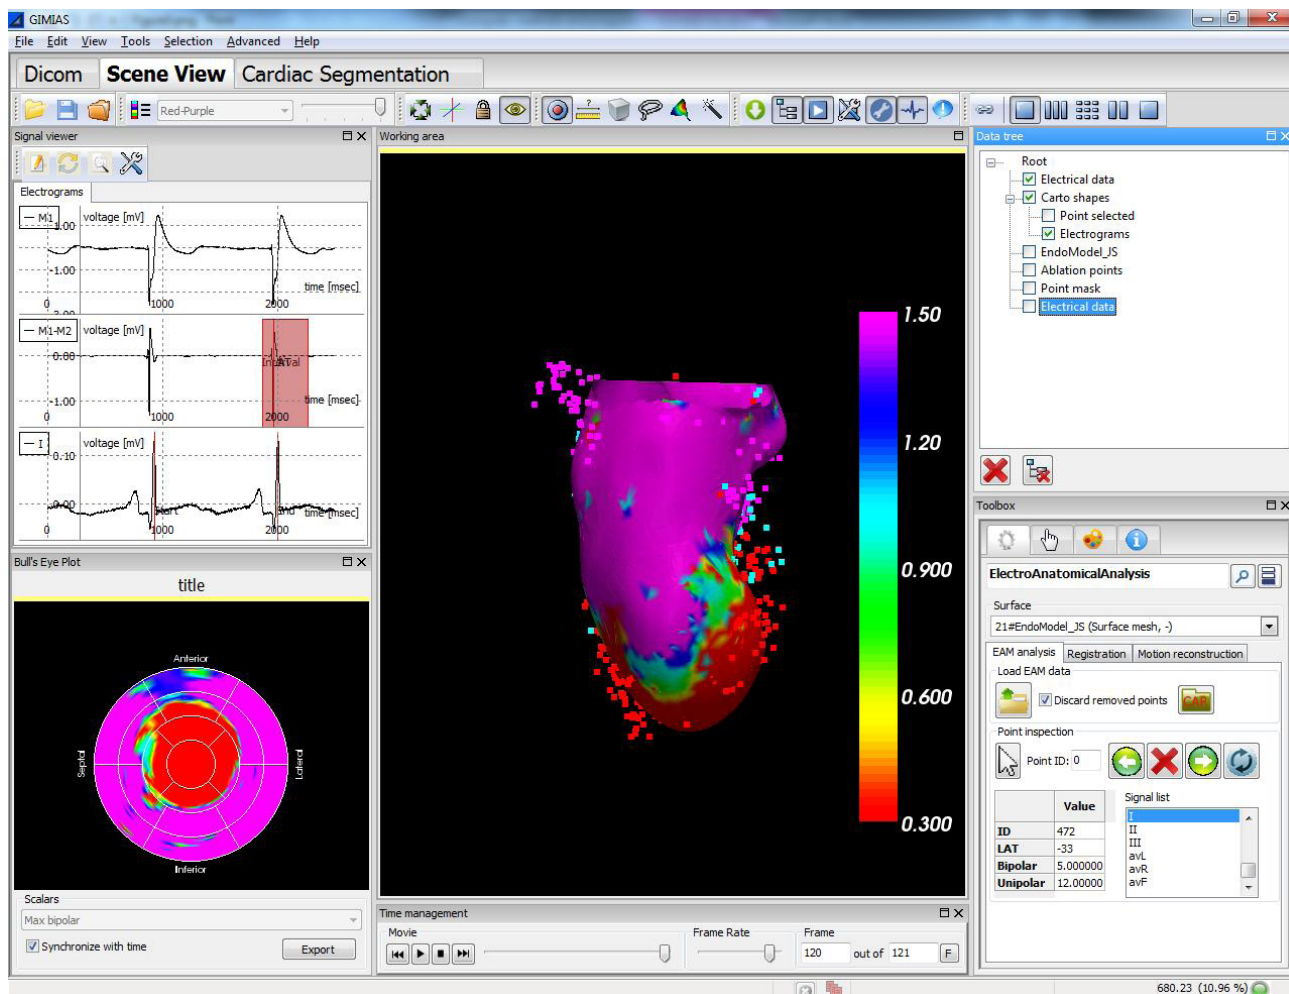 GIMIAS
File Edit View Tools Selection Advanced Help
Dicom Scene View Cardiac Segmentation
Red-Purple
Signal viewer
Electrograms
M1 voltage [mV]
1.00
-1.00
time [msec]
0 1000 2000
M1-M2 voltage [mV]
0.00
-1.00
time [msec]
0 2000
I voltage [mV]
0.10
0.00
time [msec]
0 1000 2000
Bull's Eye Plot
title
Anterior
Septal
Lateral
Inferior
Scalars
Max bipolar
Synchronize with time
Export
Working area
1.50
1.20
0.900
0.600
0.300
Time management
Movie
Frame Rate
Frame
120 out of 121 F
Data tree
Root
Electrical data
Carto shapes
Point selected
Electrograms
EndoModel_JS
Ablation points
Point mask
Electrical data
Toolbox
ElectroAnatomicalAnalysis
Surface
21#EndoModel_JS (Surface mesh, -)
EAM analysis Registration Motion reconstruction
Load EAM data
Discard removed points
CAR
Point inspection
Point ID: 0
Value
ID 472
LAT -33
Bipolar 5.000000
Unipolar 12.00000
Signal list
I
II
III
avL
avR
avF
680.23 (10.96 %)